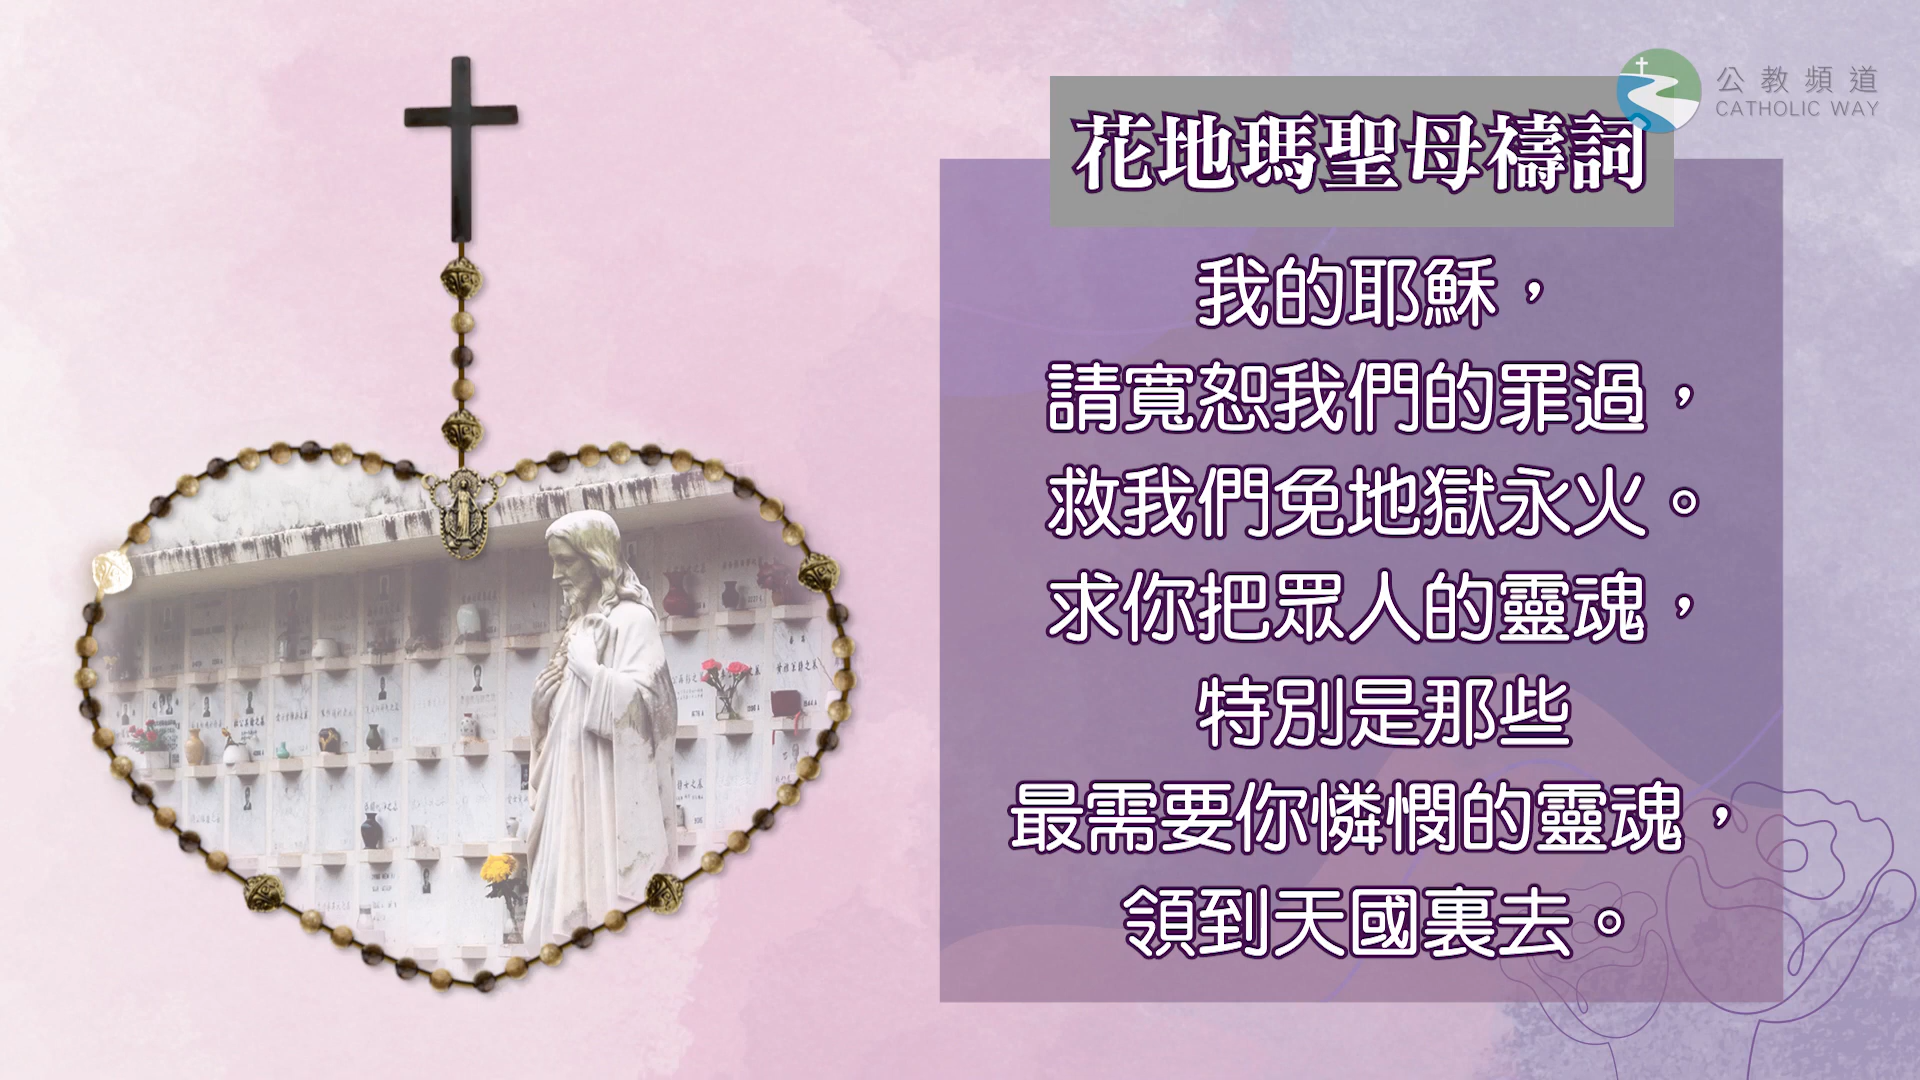 公教頻道
CATHOLIC WAY
花地瑪聖母禱詞
我的耶穌，
請寬恕我們的罪過，
救我們免地獄永火。
求你把眾人的靈魂，
特別是那些
最需要你憐憫的靈魂，
領到天國裏去。